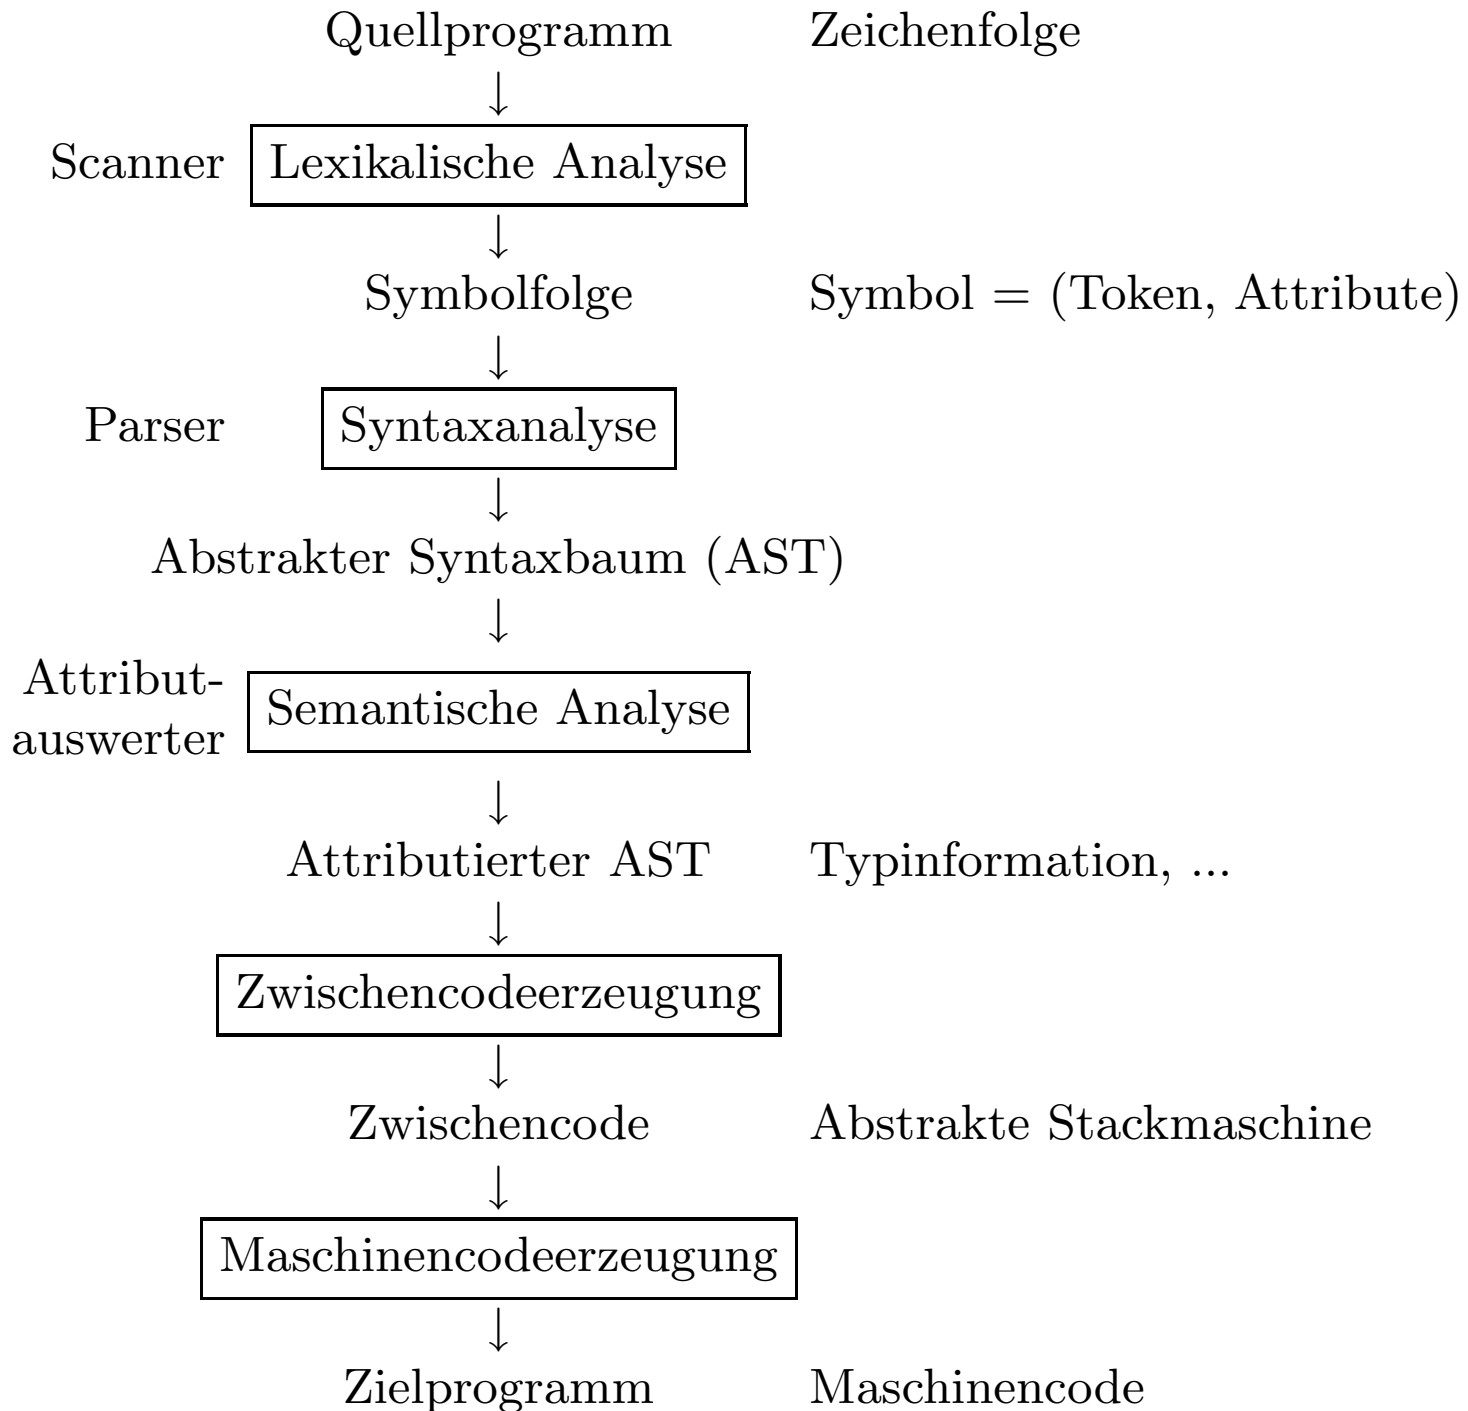 Quellprogramm Zeichenfolge
↓
Scanner Lexikalische Analyse
↓
Symbolfolge Symbol = (Token, Attribute)
↓
Parser Syntaxanalyse
↓
Abstrakter Syntaxbaum (AST)
↓
Attribut-
auswerter Semantische Analyse
↓
Attributierter AST Typinformation, ...
↓
Zwischencodeerzeugung
↓
Zwischencode Abstrakte Stackmaschine
↓
Maschinencodeerzeugung
↓
Zielprogramm Maschinencode